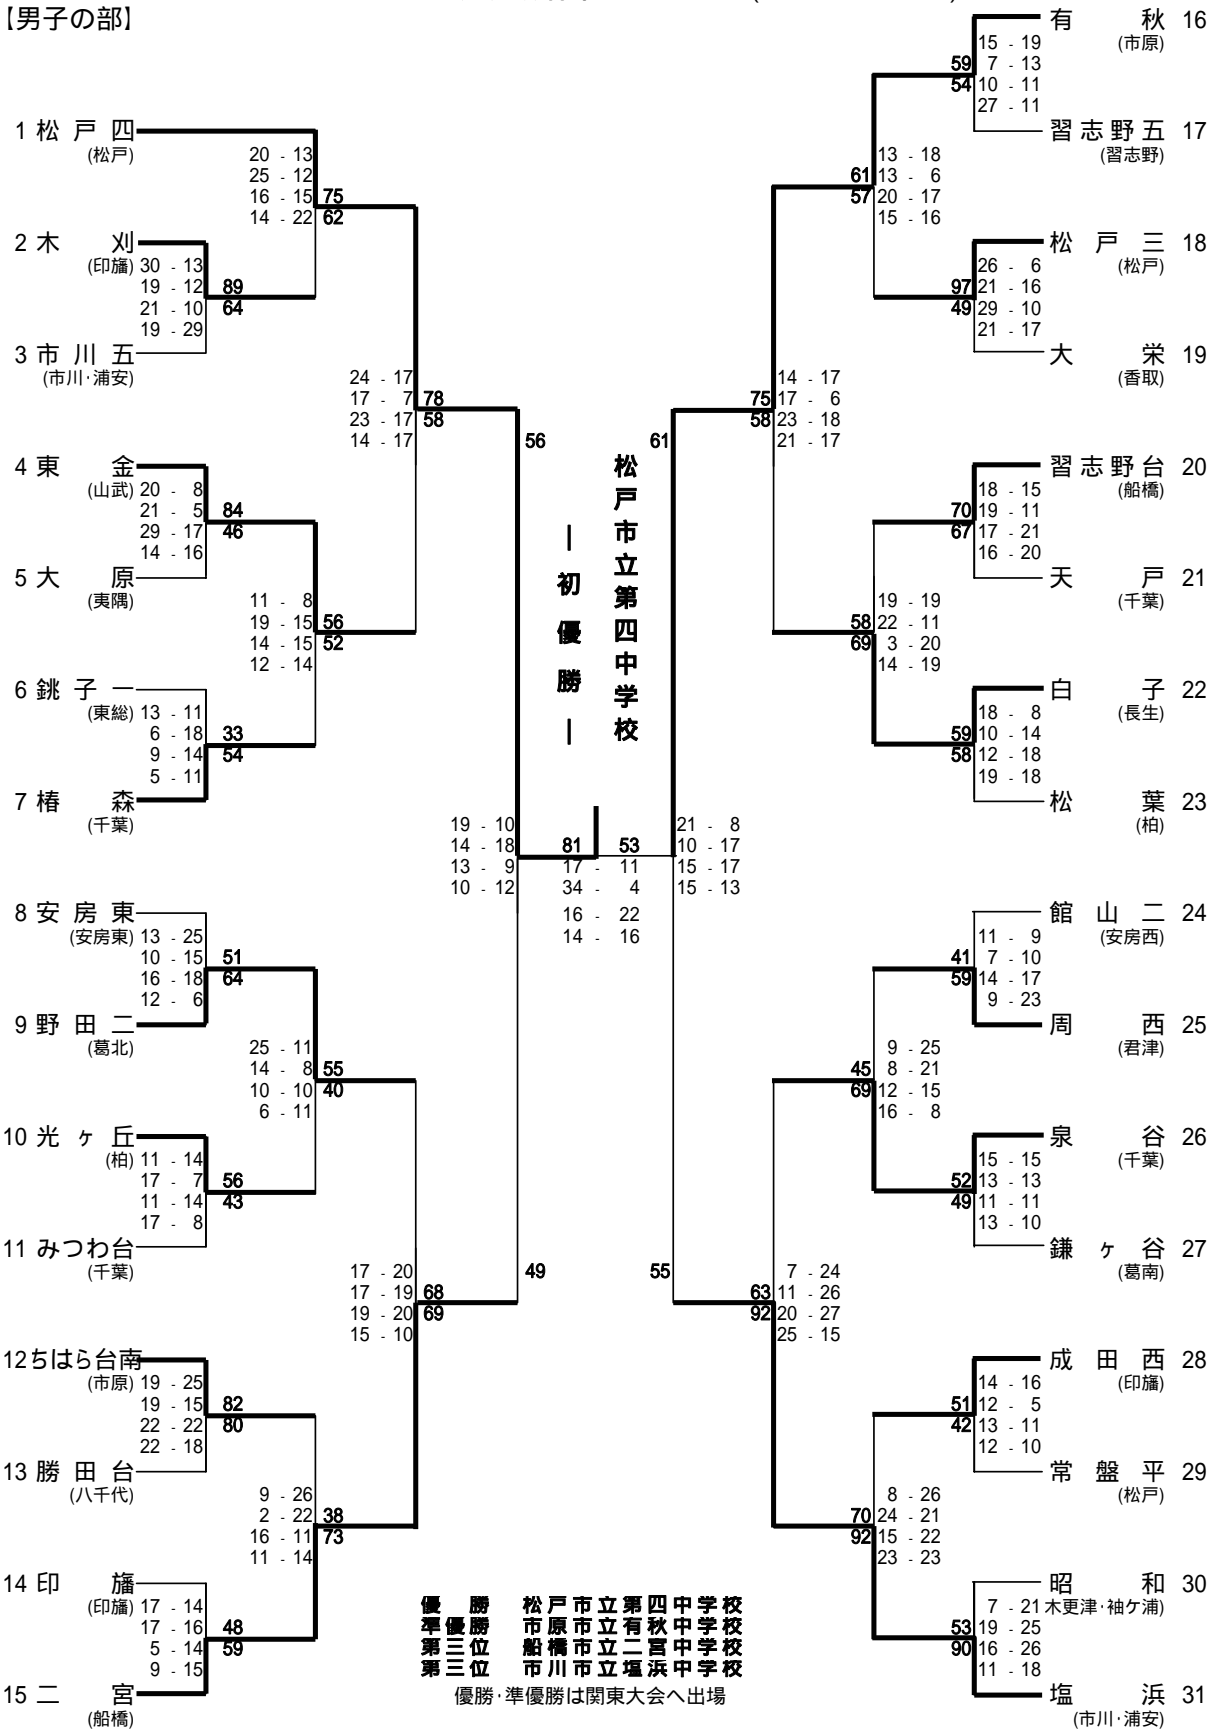 【男子の部】
1 松戸四
(松戸)
20 - 13
25 - 12
16 - 15
14 - 22
75
62
2 木刈
(印旛)
30 - 13
19 - 12
21 - 10
19 - 29
89
64
3 市川五
(市川･浦安)
24 - 17
17 - 7
23 - 17
14 - 17
78
58
4 東金
(山武)
20 - 8
21 - 5
29 - 17
14 - 16
84
46
5 大原
(夷隅)
11 - 8
19 - 15
14 - 15
12 - 14
56
52
6 銚子一
(東総)
13 - 11
6 - 18
9 - 14
5 - 11
33
54
7 椿森
(千葉)
19 - 10
14 - 18
13 - 9
10 - 12
56
49
8 安房東
(安房東)
13 - 25
10 - 15
16 - 18
12 - 6
51
64
9 野田二
(葛北)
25 - 11
14 - 8
10 - 10
6 - 11
55
40
10 光ヶ丘
(柏)
11 - 14
17 - 7
11 - 14
17 - 8
56
43
11 みつわ台
(千葉)
17 - 20
17 - 19
19 - 20
15 - 10
68
69
12 ちはら台南
(市原)
19 - 25
19 - 15
22 - 22
22 - 18
82
80
13 勝田台
(八千代)
9 - 26
2 - 22
16 - 11
11 - 14
38
73
14 印旛
(印旛)
17 - 14
17 - 16
5 - 14
9 - 15
48
59
15 二宮
(船橋)
松戸市立第四中学校
―初優勝―
81 53
17 - 11
34 - 4
16 - 22
14 - 16
有秋 16
(市原)
15 - 19
7 - 13
10 - 11
27 - 11
59
54
習志野五 17
(習志野)
13 - 18
13 - 6
20 - 17
15 - 16
61
57
松戸三 18
(松戸)
26 - 6
21 - 16
29 - 10
21 - 17
97
49
大栄 19
(香取)
14 - 17
17 - 6
23 - 18
21 - 17
75
58
習志野台 20
(船橋)
18 - 15
19 - 11
17 - 21
16 - 20
70
67
天戸 21
(千葉)
19 - 19
22 - 11
3 - 20
14 - 19
58
69
白子 22
(長生)
18 - 8
10 - 14
12 - 18
19 - 18
59
58
松葉 23
(柏)
21 - 8
10 - 17
15 - 17
15 - 13
61
55
館山二 24
(安房西)
11 - 9
7 - 10
14 - 17
9 - 23
41
59
周西 25
(君津)
9 - 25
8 - 21
12 - 15
16 - 8
45
69
泉谷 26
(千葉)
15 - 15
13 - 13
11 - 11
13 - 10
52
49
鎌ヶ谷 27
(葛南)
7 - 24
11 - 26
20 - 27
25 - 15
63
92
成田西 28
(印旛)
14 - 16
12 - 5
13 - 11
12 - 10
51
42
常盤平 29
(松戸)
8 - 26
24 - 21
15 - 22
23 - 23
70
92
昭和 30
木更津･袖ケ浦)
7 - 21
19 - 25
16 - 26
11 - 18
53
90
塩浜 31
(市川･浦安)
優勝 松戸市立第四中学校
準優勝 市原市立有秋中学校
第三位 船橋市立二宮中学校
第三位 市川市立塩浜中学校
優勝･準優勝は関東大会へ出場